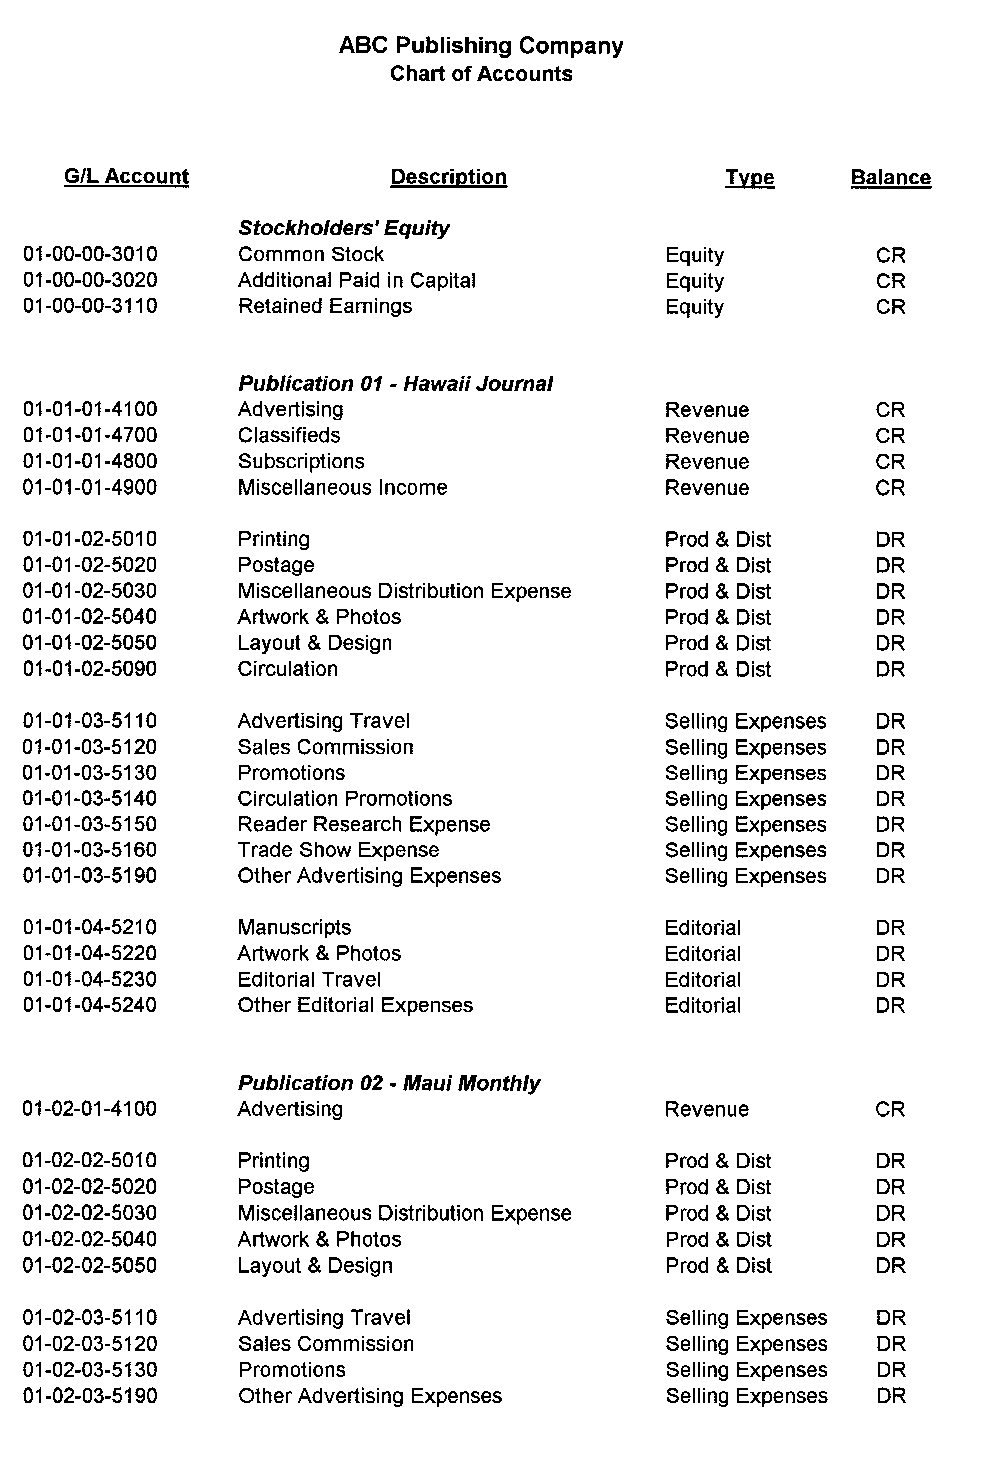 ABC Publishing Company
Chart of Accounts
G/L Account Description Type Balance
Stockholders' Equity
01-00-00-3010 Common Stock Equity CR
01-00-00-3020 Additional Paid in Capital Equity CR
01-00-00-3110 Retained Earnings Equity CR
Publication 01 - Hawaii Journal
01-01-01-4100 Advertising Revenue CR
01-01-01-4700 Classifieds Revenue CR
01-01-01-4800 Subscriptions Revenue CR
01-01-01-4900 Miscellaneous Income Revenue CR
01-01-02-5010 Printing Prod & Dist DR
01-01-02-5020 Postage Prod & Dist DR
01-01-02-5030 Miscellaneous Distribution Expense Prod & Dist DR
01-01-02-5040 Artwork & Photos Prod & Dist DR
01-01-02-5050 Layout & Design Prod & Dist DR
01-01-02-5090 Circulation Prod & Dist DR
01-01-03-5110 Advertising Travel Selling Expenses DR
01-01-03-5120 Sales Commission Selling Expenses DR
01-01-03-5130 Promotions Selling Expenses DR
01-01-03-5140 Circulation Promotions Selling Expenses DR
01-01-03-5150 Reader Research Expense Selling Expenses DR
01-01-03-5160 Trade Show Expense Selling Expenses DR
01-01-03-5190 Other Advertising Expenses Selling Expenses DR
01-01-04-5210 Manuscripts Editorial DR
01-01-04-5220 Artwork & Photos Editorial DR
01-01-04-5230 Editorial Travel Editorial DR
01-01-04-5240 Other Editorial Expenses Editorial DR
Publication 02 - Maui Monthly
01-02-01-4100 Advertising Revenue CR
01-02-02-5010 Printing Prod & Dist DR
01-02-02-5020 Postage Prod & Dist DR
01-02-02-5030 Miscellaneous Distribution Expense Prod & Dist DR
01-02-02-5040 Artwork & Photos Prod & Dist DR
01-02-02-5050 Layout & Design Prod & Dist DR
01-02-03-5110 Advertising Travel Selling Expenses DR
01-02-03-5120 Sales Commission Selling Expenses DR
01-02-03-5130 Promotions Selling Expenses DR
01-02-03-5190 Other Advertising Expenses Selling Expenses DR